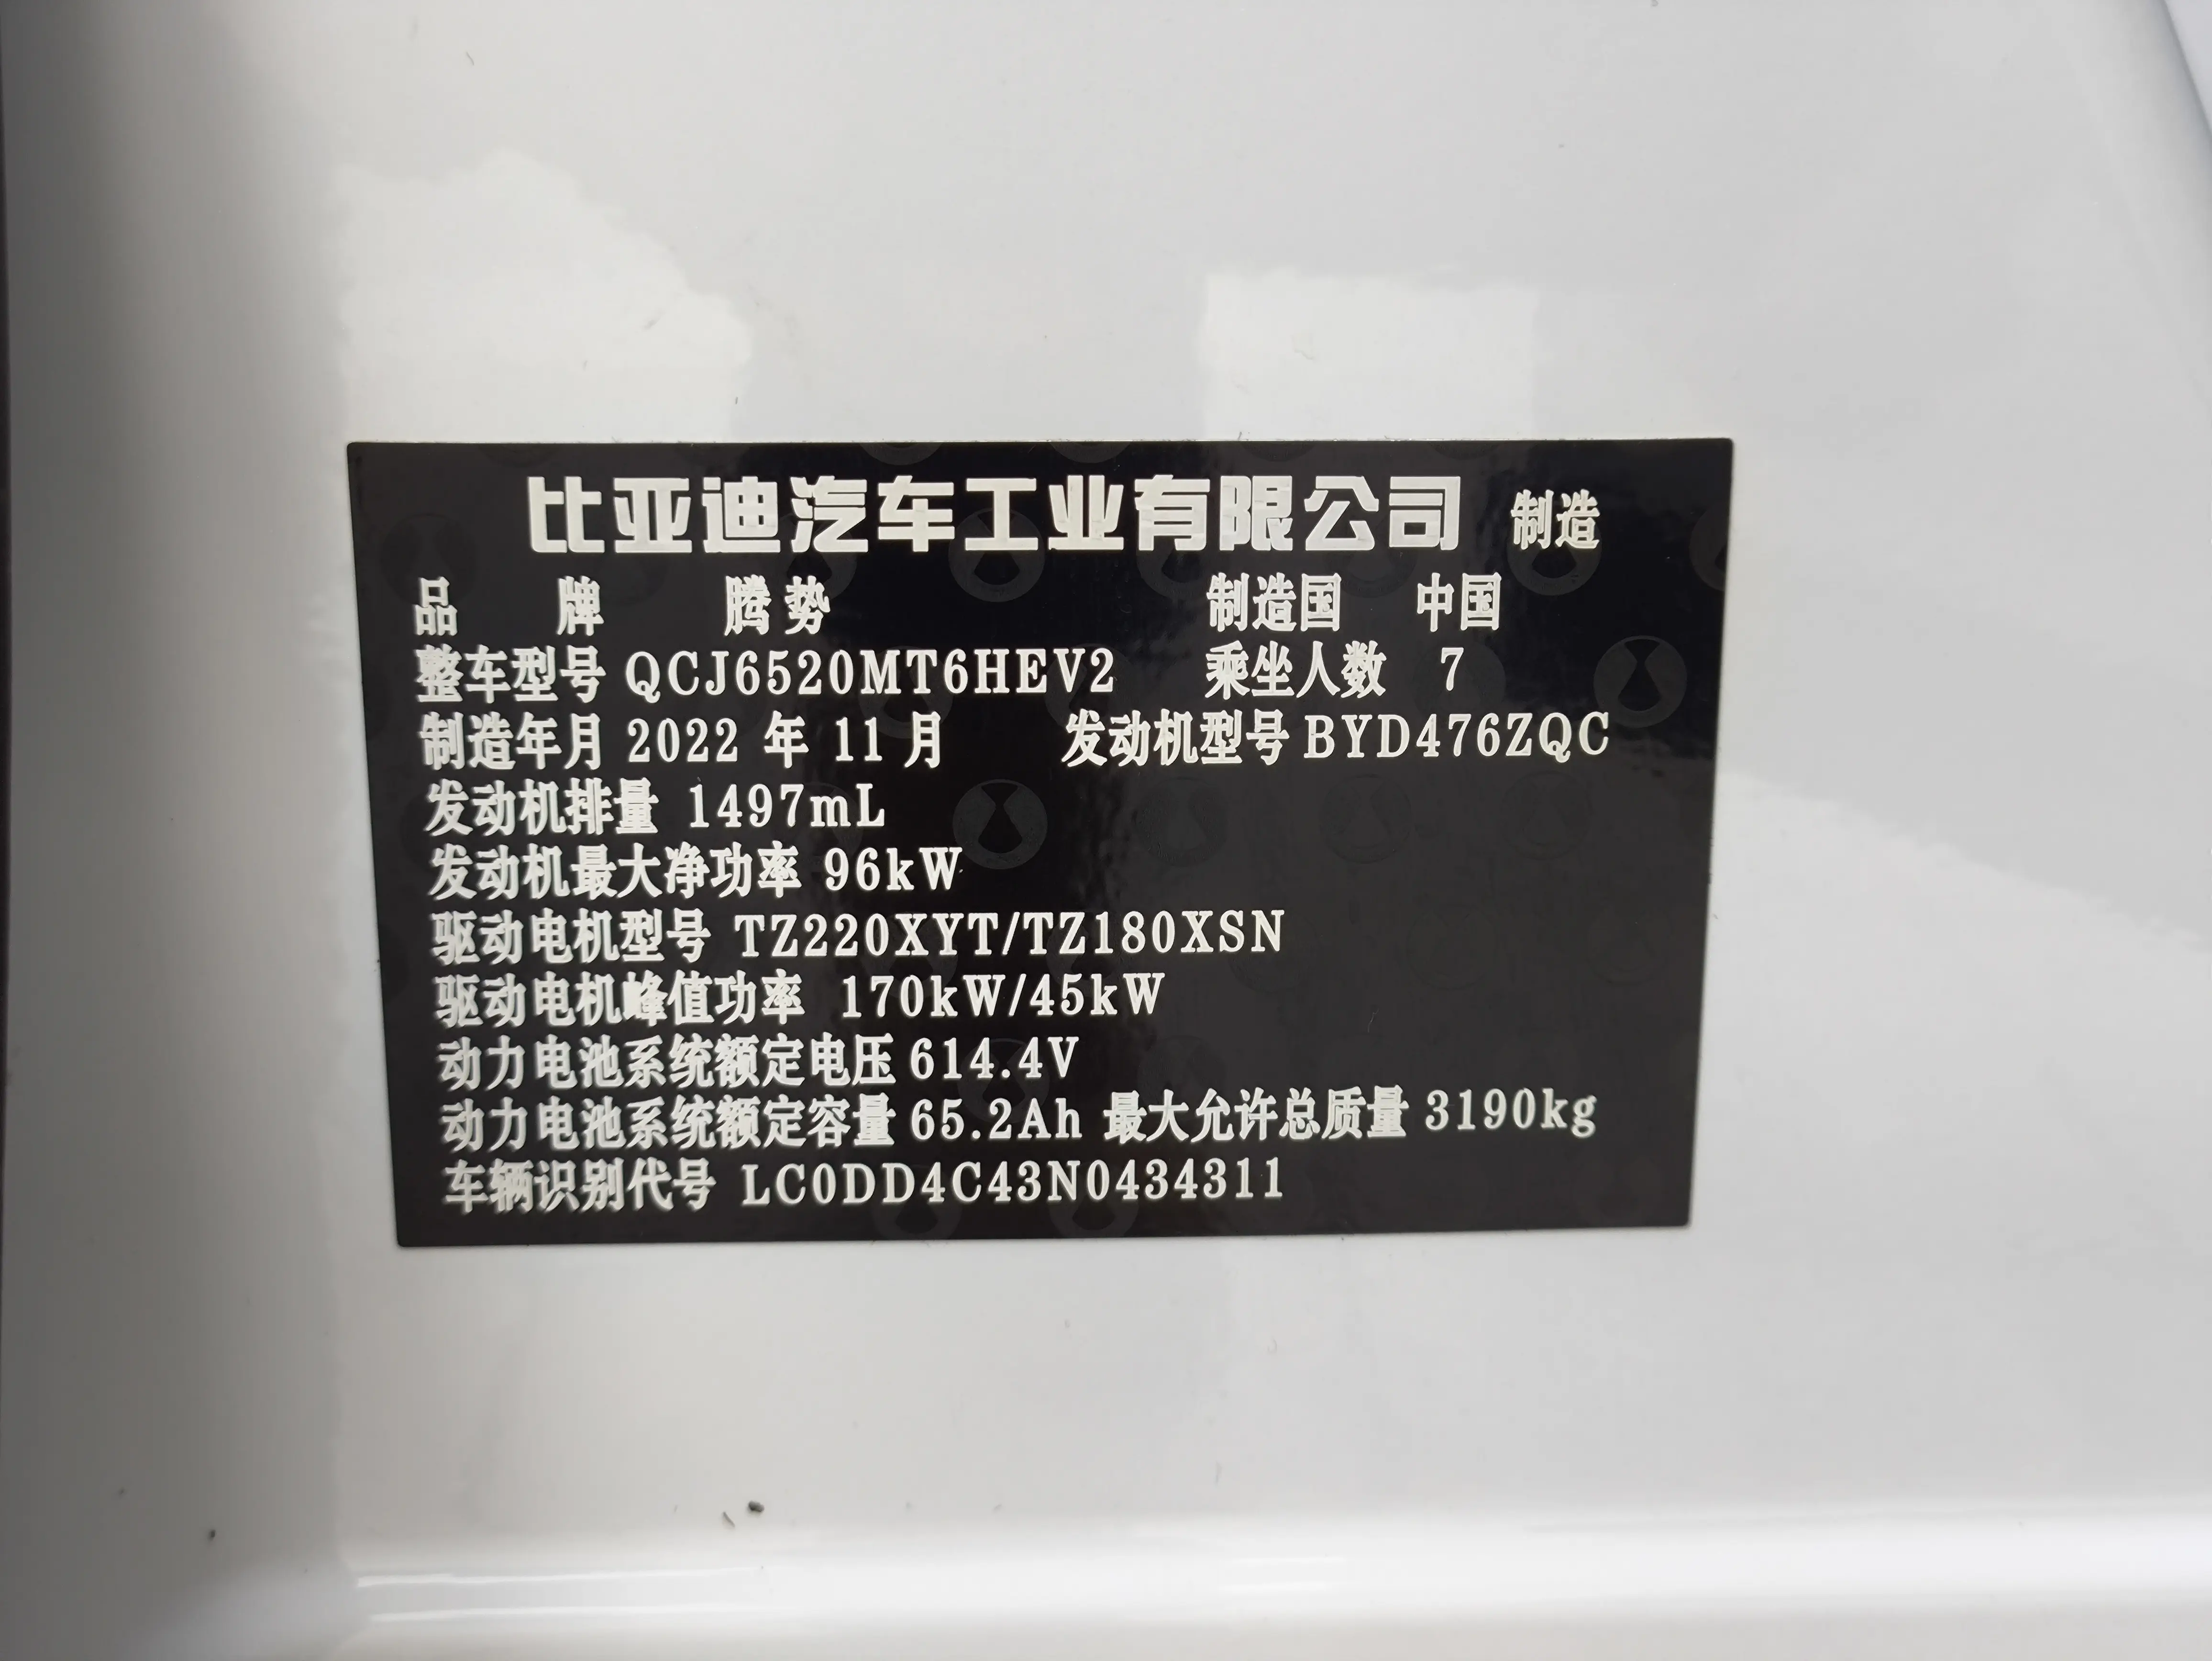 比亚迪汽车工业有限公司 制造
品 牌 腾势 制造国 中国
整车型号 QCJ6520MT6HEV2 乘坐人数 7
制造年月 2022 年 11 月 发动机型号 BYD476ZQC
发动机排量 1497mL
发动机最大净功率 96kW
驱动电机型号 TZ220XYT/TZ180XSN
驱动电机峰值功率 170kW/45kW
动力电池系统额定电压 614.4V
动力电池系统额定容量 65.2Ah 最大允许总质量 3190kg
车辆识别代号 LC0DD4C43N0434311